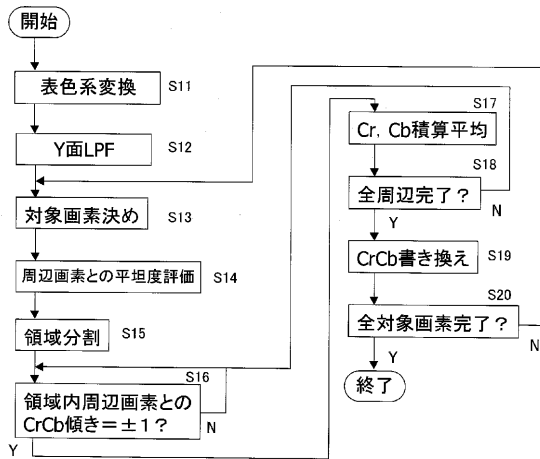 開始
表色系変換
S11
Y面LPF
S12
対象画素決め
S13
周辺画素との平坦度評価
S14
領域分割
S15
S16
領域内周辺画素との
CrCb傾き=±1?
N
Y
S17
Cr, Cb積算平均
S18
全周辺完了?
N
Y
CrCb書き換え
S19
S20
全対象画素完了?
N
Y
終了